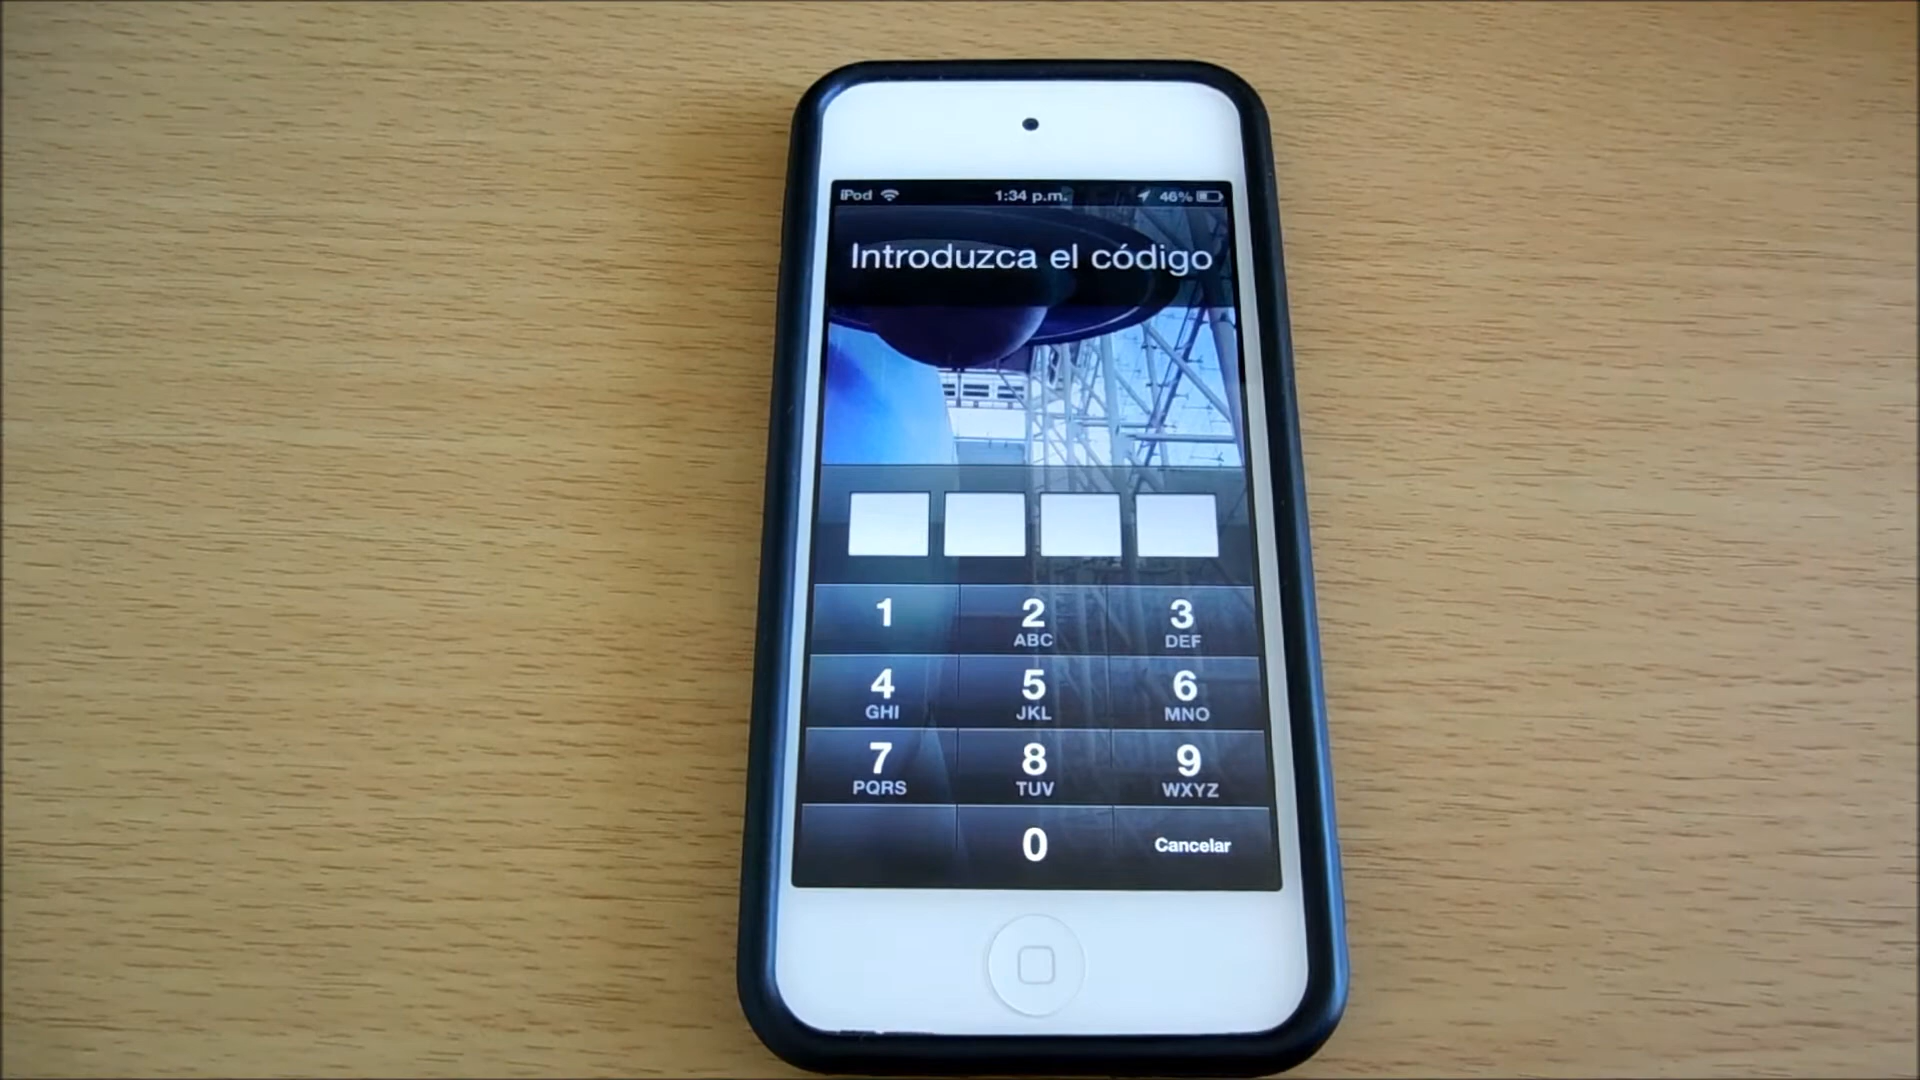 iPod 1:34 p.m. 46%
Introduzca el código
1 2 3
ABC DEF
4 5 6
GHI JKL MNO
7 8 9
PQRS TUV WXYZ
0 Cancelar